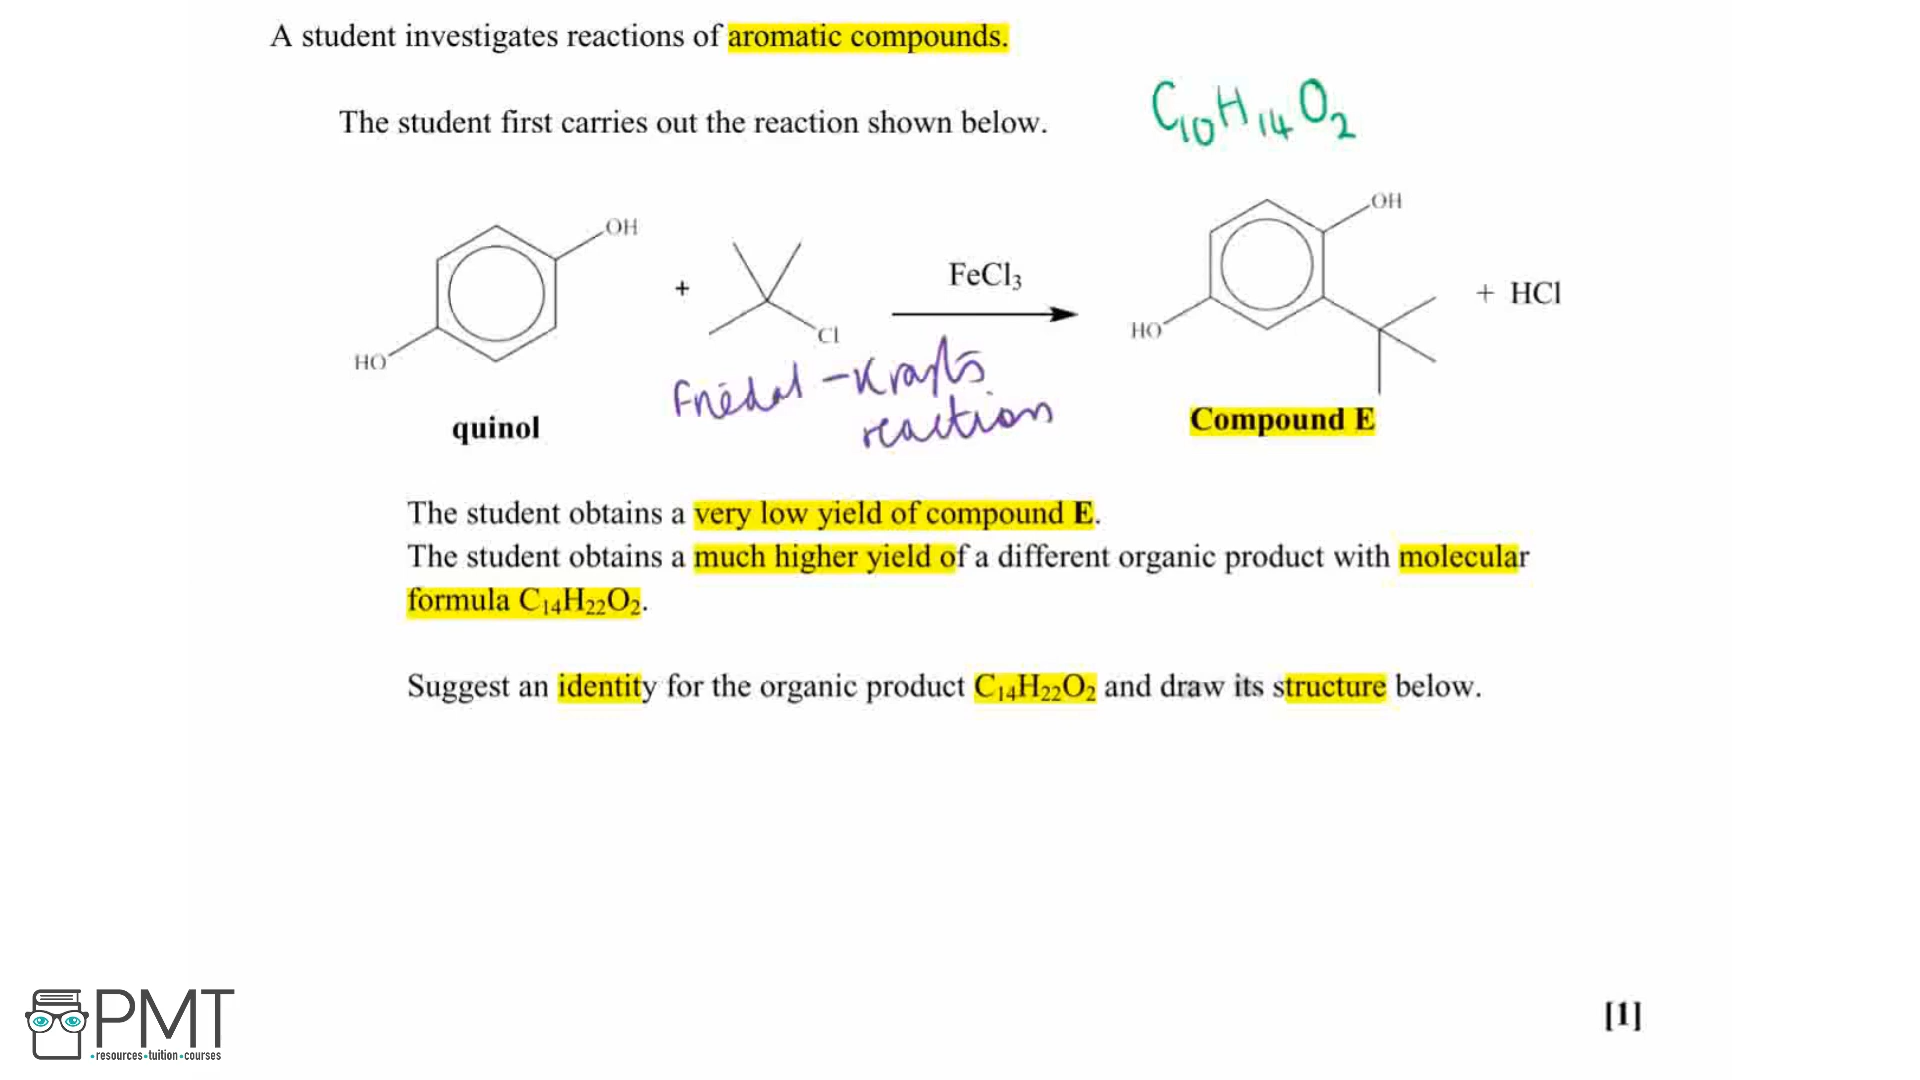 A student investigates reactions of aromatic compounds.
The student first carries out the reaction shown below.
C₁₀H₁₄O₂
OH
HO
quinol
+
Cl
FeCl₃
Friedal-Krafts
reaction
OH
HO
Compound E
+ HCl
The student obtains a very low yield of compound E.
The student obtains a much higher yield of a different organic product with molecular
formula C₁₄H₂₂O₂.
Suggest an identity for the organic product C₁₄H₂₂O₂ and draw its structure below.
[1]
PMT
•resources•tuition•courses